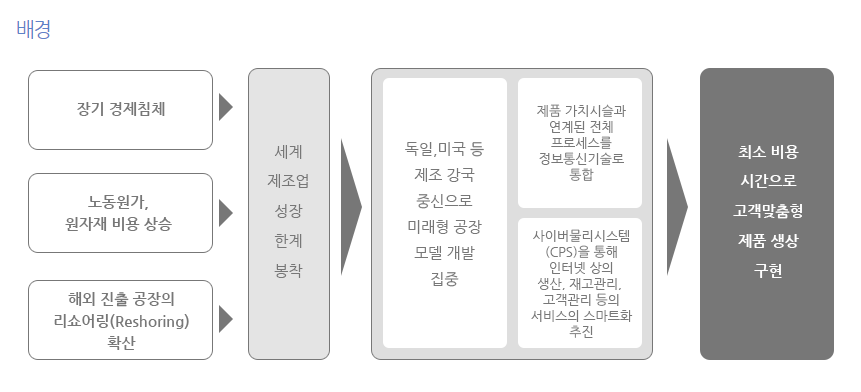 배경
장기 경제침체
노동원가,
원자재 비용 상승
해외 진출 공장의
리쇼어링(Reshoring)
확산
세계
제조업
성장
한계
봉착
독일,미국 등
제조 강국
중신으로
미래형 공장
모델 개발
집중
제품 가치시슬과
연계된 전체
프로세스를
정보통신기술로
통합
사이버물리시스템
(CPS)을 통해
인터넷 상의
생산, 재고관리,
고객관리 등의
서비스의 스마트화
추진
최소 비용
시간으로
고객맞춤형
제품 생상
구현